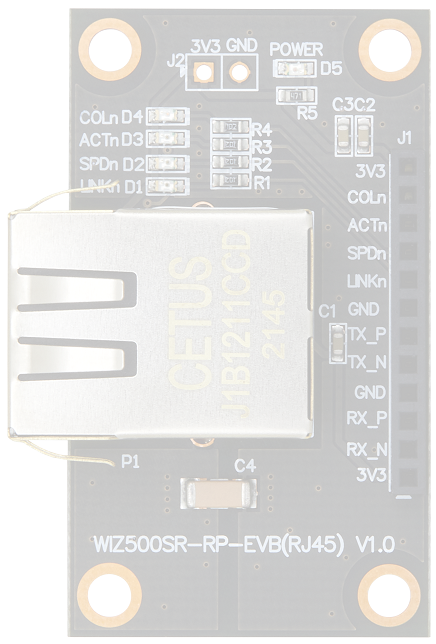 3V3 GND
J2
POWER
D5
R5
COLn D4
ACTn D3
SPDn D2
LINKn D1
R4
R3
R2
R1
C3 C2
J1
3V3
COLn
ACTn
SPDn
LINKn
GND
TX_P
TX_N
GND
RX_P
RX_N
3V3
C1
CETUS
J1B1211CCD
2145
P1
C4
WIZ500SR-RP-EVB(RJ45) V1.0